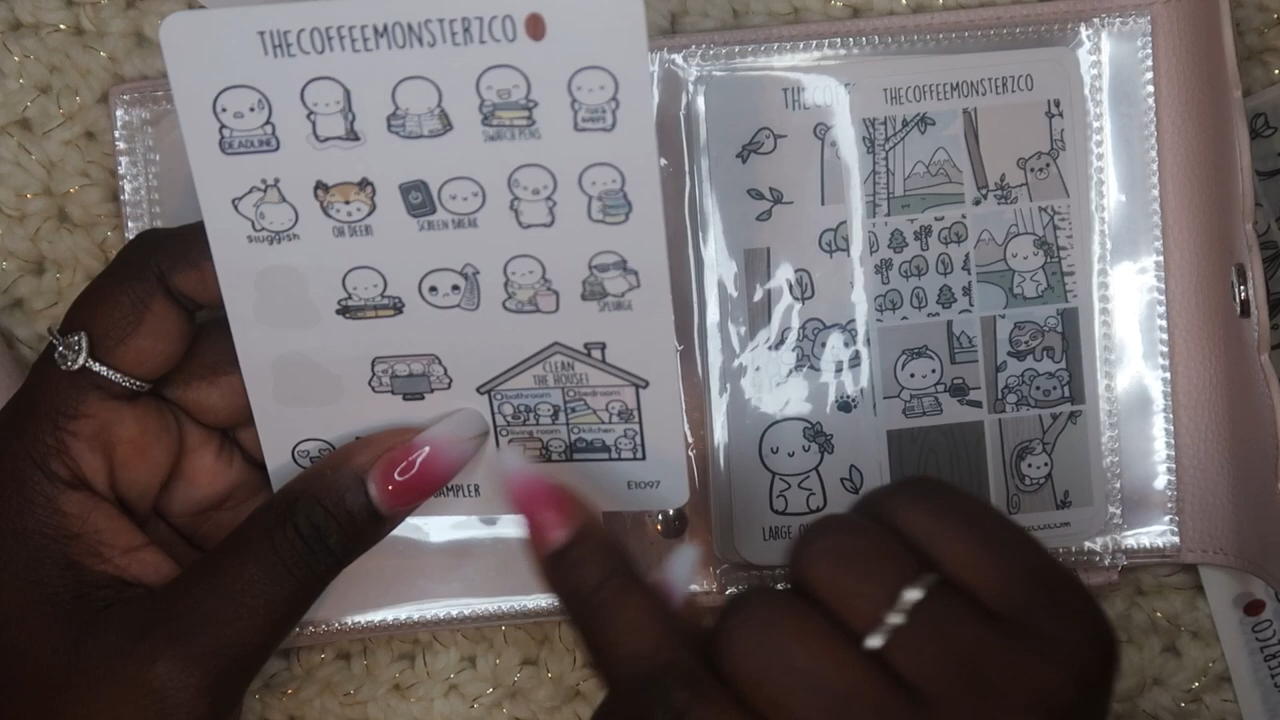 THECOFFEEMONSTERZCO
DEADLINE
SWATCH PENS
sluggish
OH DEER!
SCREEN BREAK
SPLURGE
CLEAN
THE HOUSE!
bathroom
bedroom
living room
kitchen
SAMPLER
E1097
THECOFFEEMONSTERZCO
LARGE